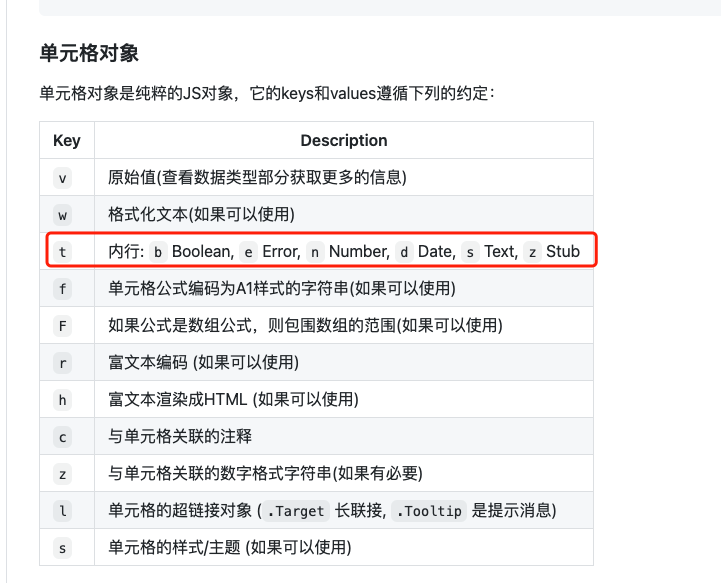 单元格对象
单元格对象是纯粹的JS对象，它的keys和values遵循下列的约定：
Key Description
v 原始值(查看数据类型部分获取更多的信息)
w 格式化文本(如果可以使用)
t 内行: b Boolean, e Error, n Number, d Date, s Text, z Stub
f 单元格公式编码为A1样式的字符串(如果可以使用)
F 如果公式是数组公式，则包围数组的范围(如果可以使用)
r 富文本编码 (如果可以使用)
h 富文本渲染成HTML (如果可以使用)
c 与单元格关联的注释
z 与单元格关联的数字格式字符串(如果有必要)
l 单元格的超链接对象 (.Target 长联接, .Tooltip 是提示消息)
s 单元格的样式/主题 (如果可以使用)